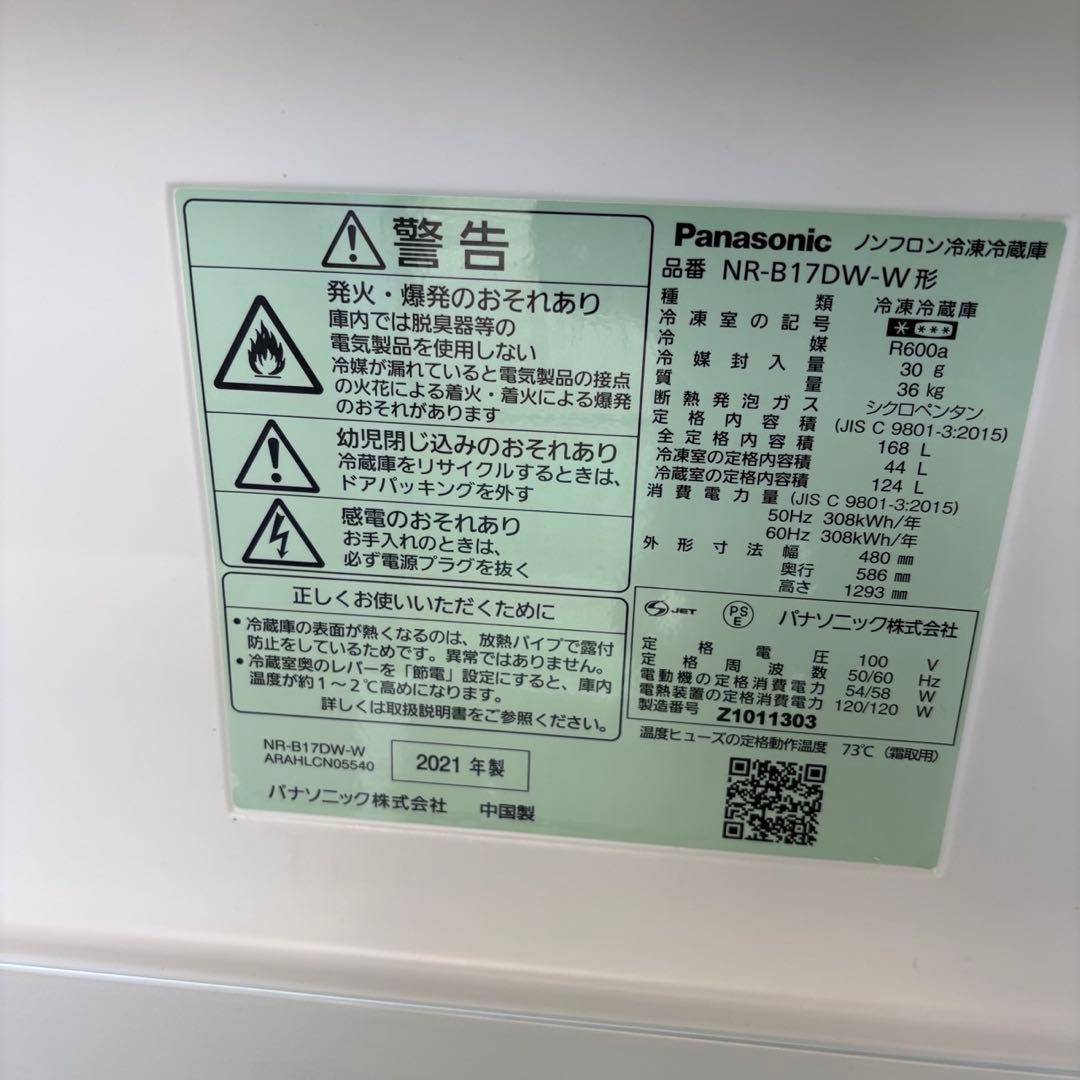 警告
発火・爆発のおそれあり
庫内では脱臭器等の
電気製品を使用しない
冷媒が漏れていると電気製品の接点
の火花による着火・着火による爆発
のおそれがあります
幼児閉じ込みのおそれあり
冷蔵庫をリサイクルするときは、
ドアパッキングを外す
感電のおそれあり
お手入れのときは、
必ず電源プラグを抜く
正しくお使いいただくために
•冷蔵庫の表面が熱くなるのは、放熱パイプで露付
防止をしているためです。異常ではありません。
•冷蔵室奥のレバーを「節電」設定にすると、庫内
温度が約1〜2℃高めになります。
詳しくは取扱説明書をご参照ください。
NR-B17DW-W
ARAHLCN05540
2021 年製
パナソニック株式会社 中国製
Panasonic ノンフロン冷凍冷蔵庫
品番 NR-B17DW-W形
種類 冷凍冷蔵庫
冷凍室の記号 * ***
冷媒 R600a
冷媒封入量 30 g
質量 36 kg
断熱発泡ガス シクロペンタン
定格内容積 (JIS C 9801-3:2015)
全定格内容積 168 L
冷凍室の定格内容積 44 L
冷蔵室の定格内容積 124 L
消費電力量 (JIS C 9801-3:2015)
50Hz 308kWh/年
60Hz 308kWh/年
外形寸法 幅 480 mm
奥行 586 mm
高さ 1293 mm
JET PSE パナソニック株式会社
定格電圧 100 V
定格周波数 50/60 Hz
電動機の定格消費電力 54/58 W
電熱装置の定格消費電力 120/120 W
製造番号 Z1011303
温度ヒューズの定格動作温度 73℃（霜取用）